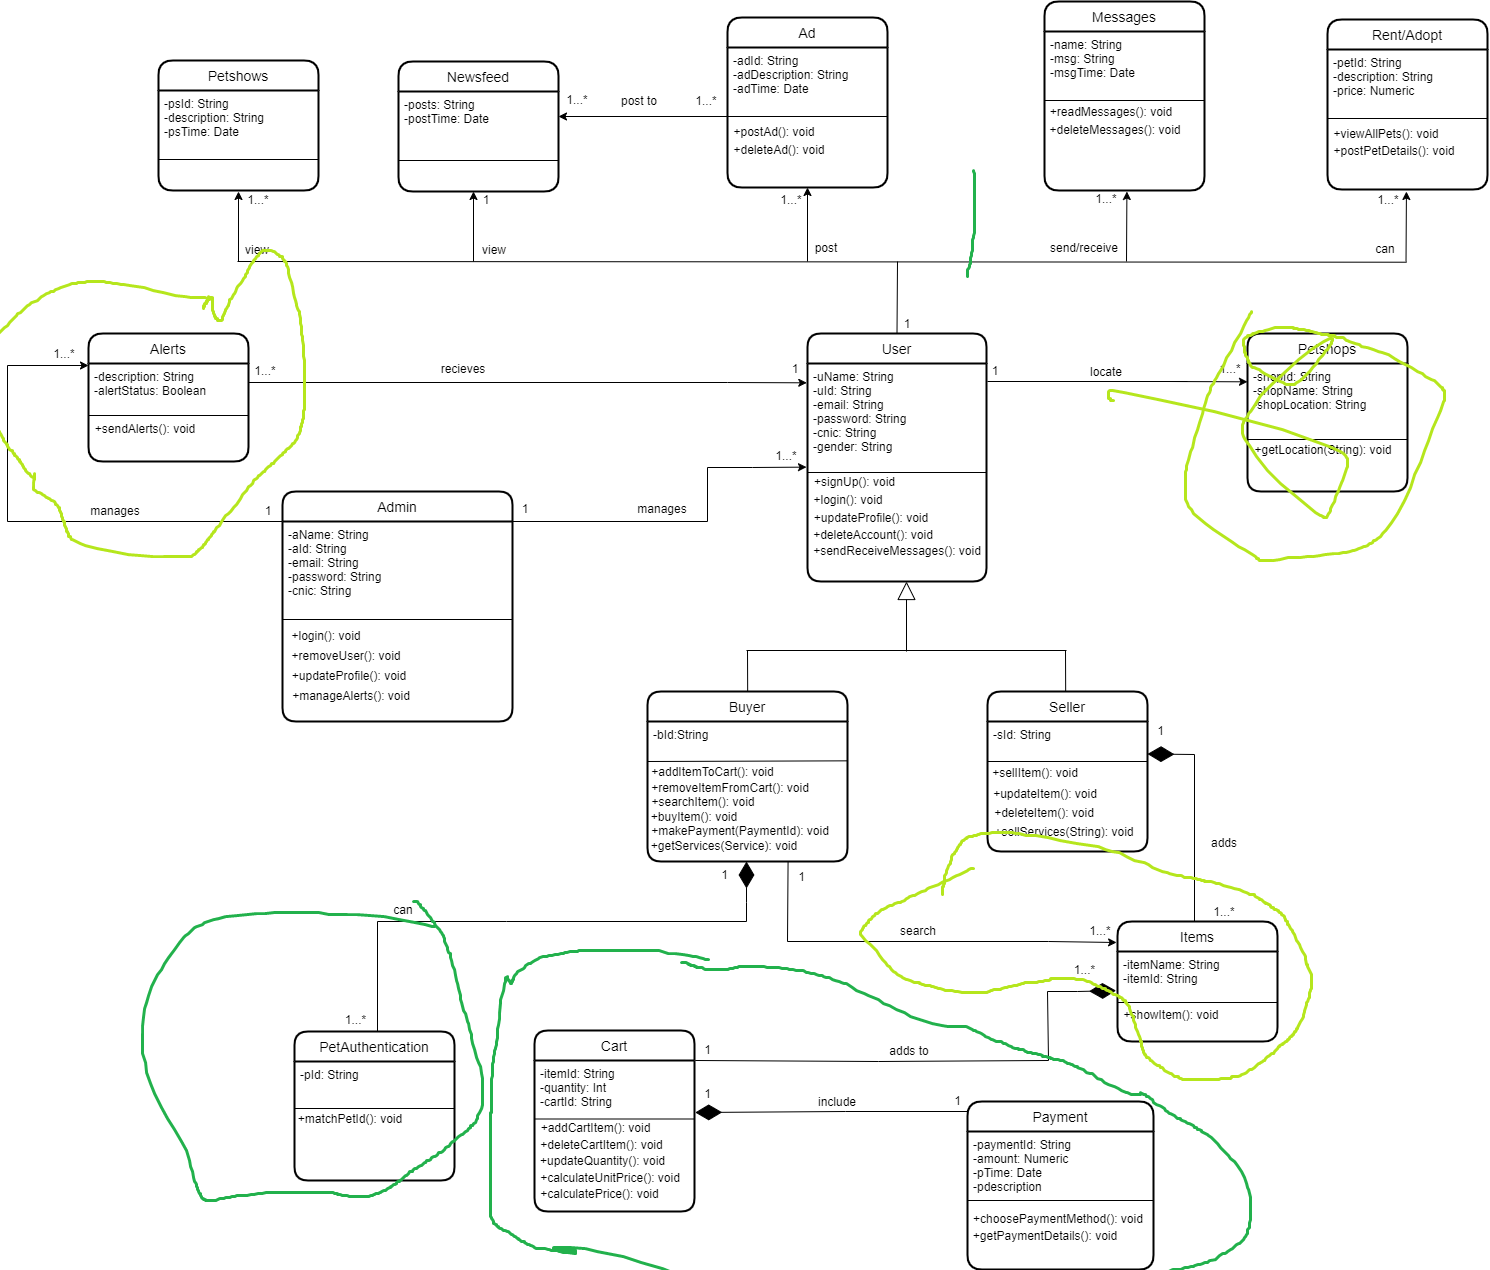 Petshows
-psId: String
-description: String
-psTime: Date
Newsfeed
-posts: String
-postTime: Date
1...*
post to
1...*
Ad
-adId: String
-adDescription: String
-adTime: Date
+postAd(): void
+deleteAd(): void
Messages
-name: String
-msg: String
-msgTime: Date
+readMessages(): void
+deleteMessages(): void
Rent/Adopt
-petId: String
-description: String
-price: Numeric
+viewAllPets(): void
+postPetDetails(): void
1...*
1
1...*
1...*
1...*
view
view
post
send/receive
can
1
Alerts
-description: String
-alertStatus: Boolean
+sendAlerts(): void
1...*
1...*
recieves
1
User
-uName: String
-uId: String
-email: String
-password: String
-cnic: String
-gender: String
+signUp(): void
+login(): void
+updateProfile(): void
+deleteAccount(): void
+sendReceiveMessages(): void
1
locate
1...*
Petshops
-shopId: String
-shopName: String
shopLocation: String
+getLocation(String): void
manages
1
Admin
-aName: String
-aId: String
-email: String
-password: String
-cnic: String
+login(): void
+removeUser(): void
+updateProfile(): void
+manageAlerts(): void
1
manages
1...*
Buyer
-bId:String
+addItemToCart(): void
+removeItemFromCart(): void
+searchItem(): void
+buyItem(): void
+makePayment(PaymentId): void
+getServices(Service): void
Seller
-sId: String
+sellItem(): void
+updateItem(): void
+deleteItem(): void
+sellServices(String): void
1
adds
1...*
1
can
1...*
1
search
1...*
Items
-itemName: String
-itemId: String
+showItem(): void
1...*
PetAuthentication
-pId: String
+matchPetId(): void
Cart
-itemId: String
-quantity: Int
-cartId: String
+addCartItem(): void
+deleteCartItem(): void
+updateQuantity(): void
+calculateUnitPrice(): void
+calculatePrice(): void
1
adds to
1
include
1
Payment
-paymentId: String
-amount: Numeric
-pTime: Date
-pdescription
+choosePaymentMethod(): void
+getPaymentDetails(): void